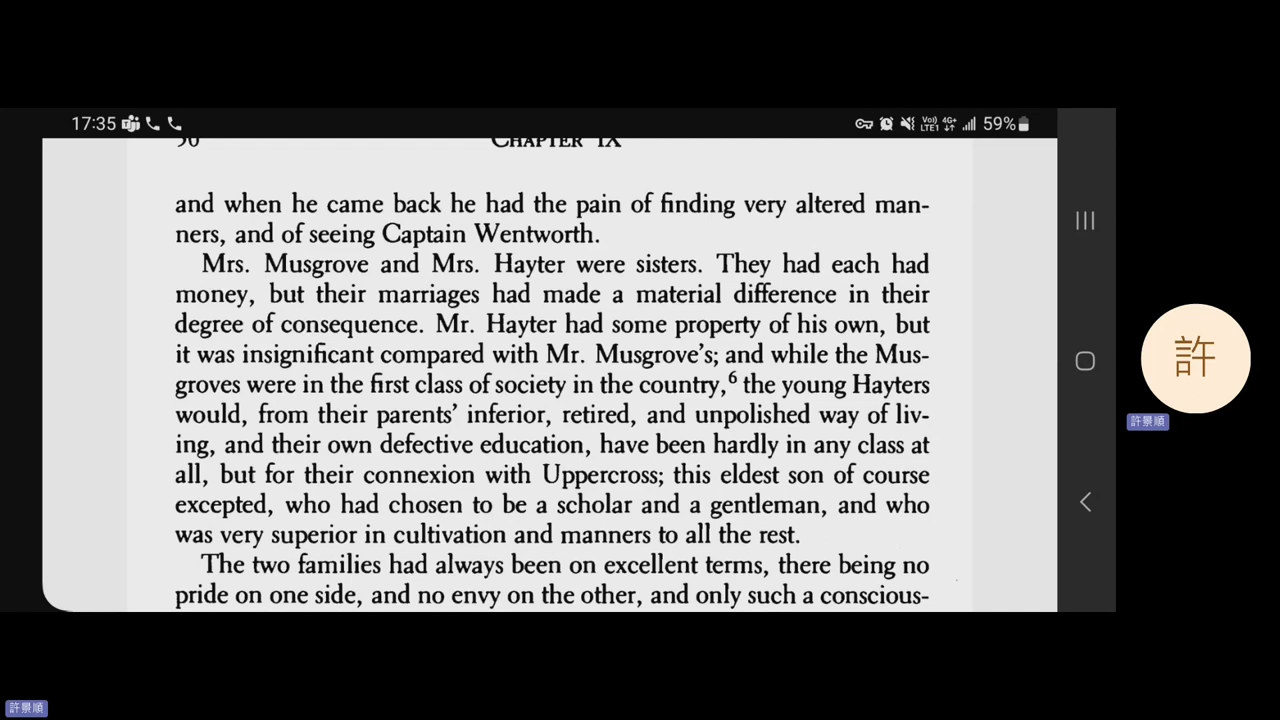 17:35
Vo) 4G+
LTE1
59%
CHAPTER IX
and when he came back he had the pain of finding very altered man-
ners, and of seeing Captain Wentworth.
Mrs. Musgrove and Mrs. Hayter were sisters. They had each had
money, but their marriages had made a material difference in their
degree of consequence. Mr. Hayter had some property of his own, but
it was insignificant compared with Mr. Musgrove's; and while the Mus-
groves were in the first class of society in the country,⁶ the young Hayters
would, from their parents' inferior, retired, and unpolished way of liv-
ing, and their own defective education, have been hardly in any class at
all, but for their connexion with Uppercross; this eldest son of course
excepted, who had chosen to be a scholar and a gentleman, and who
was very superior in cultivation and manners to all the rest.
The two families had always been on excellent terms, there being no
pride on one side, and no envy on the other, and only such a conscious-
許
許景順
許景順